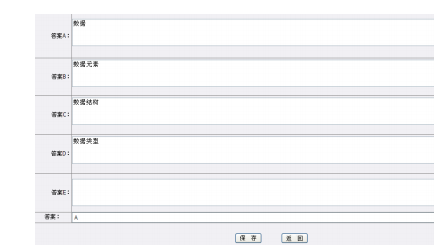 答案A: 数据
答案B: 数据元素
答案C: 数据结构
答案D: 数据类型
答案E:
答案: A
保 存 返 回